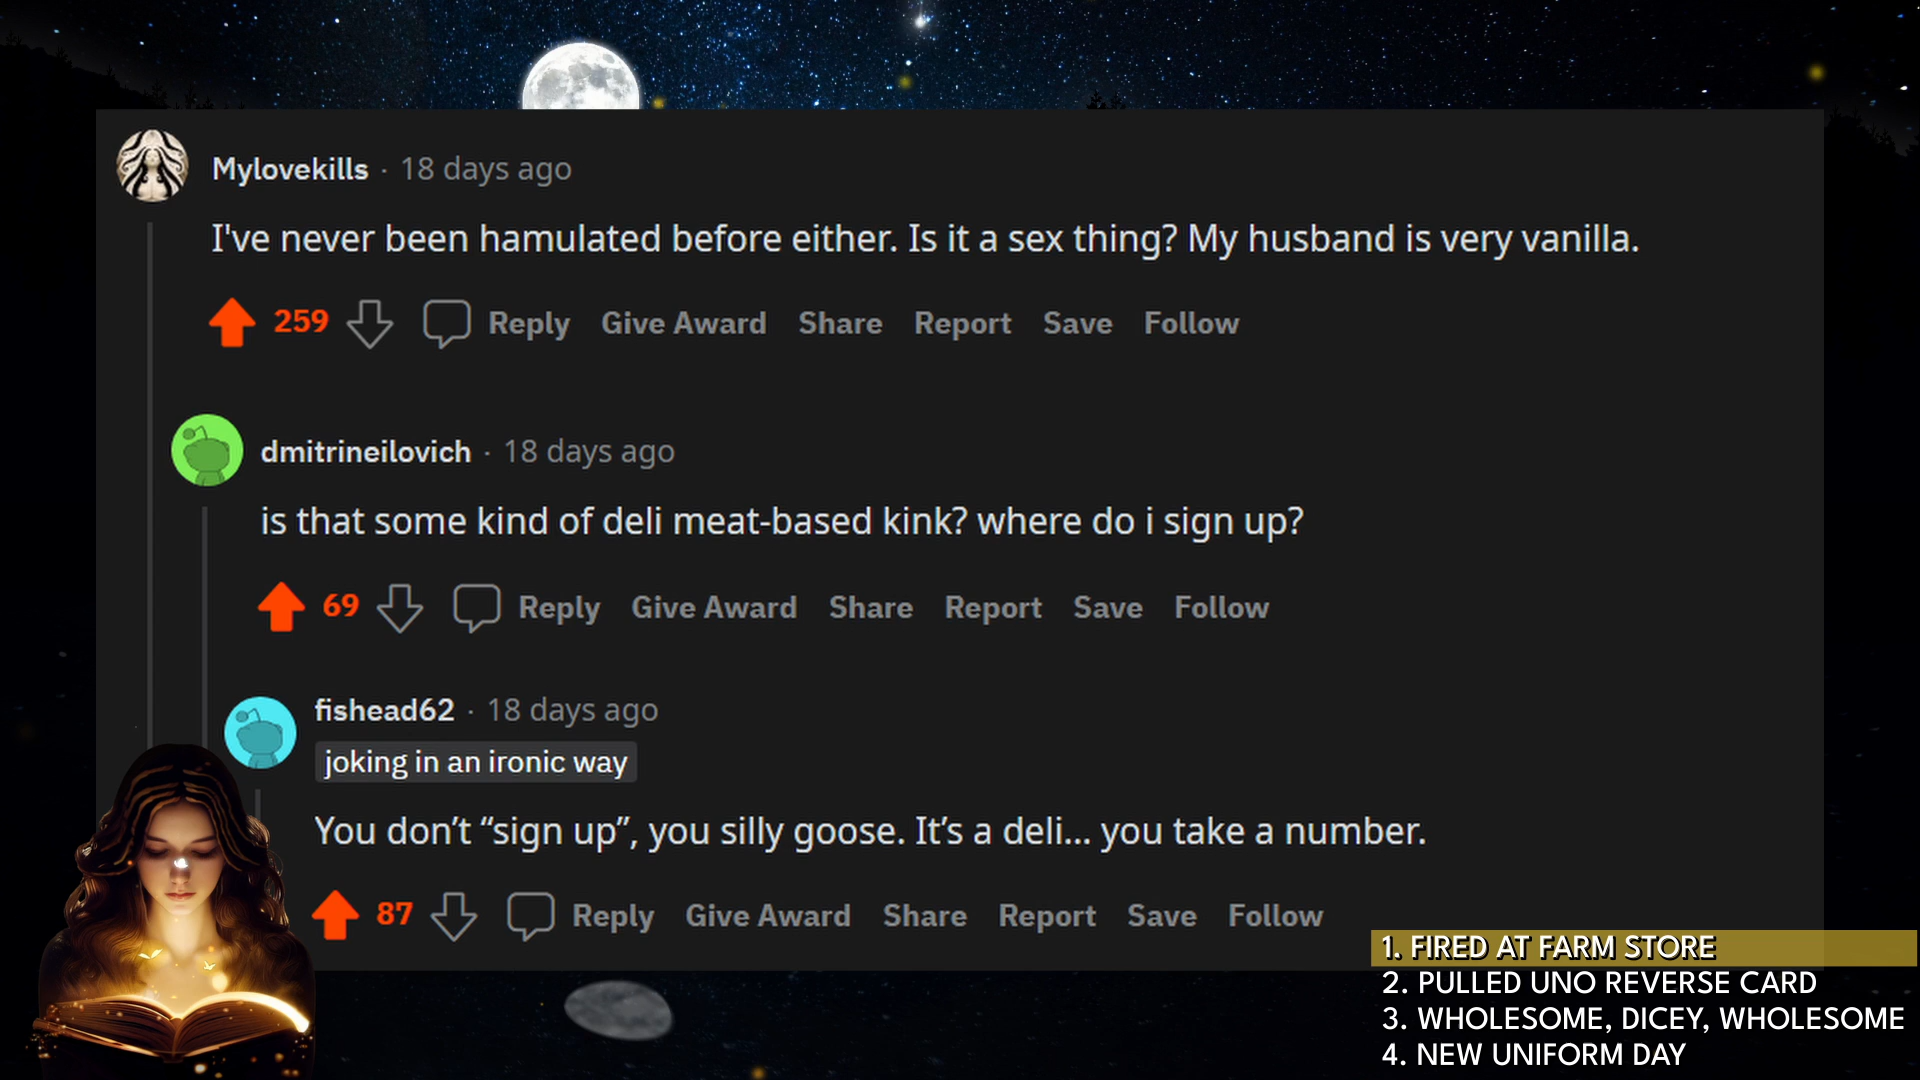 Mylovekills · 18 days ago
I've never been hamulated before either. Is it a sex thing? My husband is very vanilla.
259 Reply Give Award Share Report Save Follow
dmitrineilovich · 18 days ago
is that some kind of deli meat-based kink? where do i sign up?
69 Reply Give Award Share Report Save Follow
fishead62 · 18 days ago
joking in an ironic way
You don’t “sign up”, you silly goose. It’s a deli... you take a number.
87 Reply Give Award Share Report Save Follow
1. FIRED AT FARM STORE
2. PULLED UNO REVERSE CARD
3. WHOLESOME, DICEY, WHOLESOME
4. NEW UNIFORM DAY